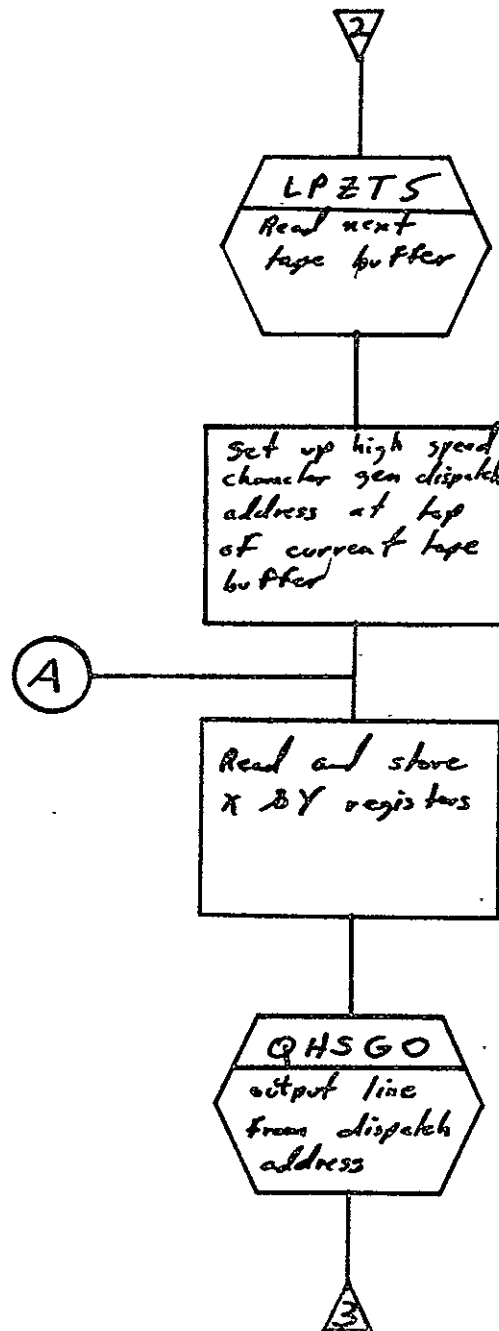 2
LPZTS
Read next
tape buffer
Set up high speed
character gen dispatch
address at top
of current tape
buffer
A
Read and store
X & Y registers
QHSGO
output line
from dispatch
address
3